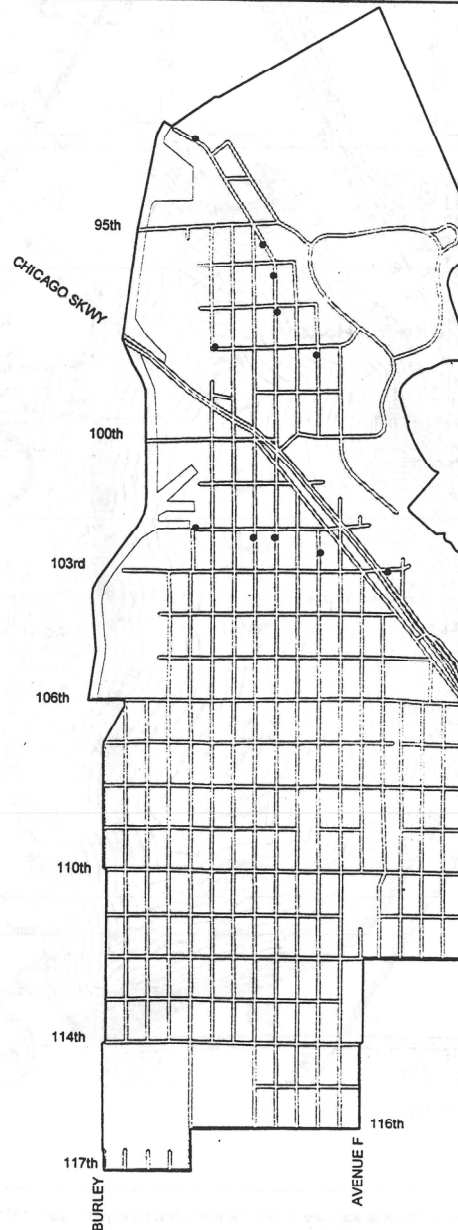 95th
CHICAGO SKWY
100th
103rd
106th
110th
114th
116th
117th
BURLEY
AVENUE F